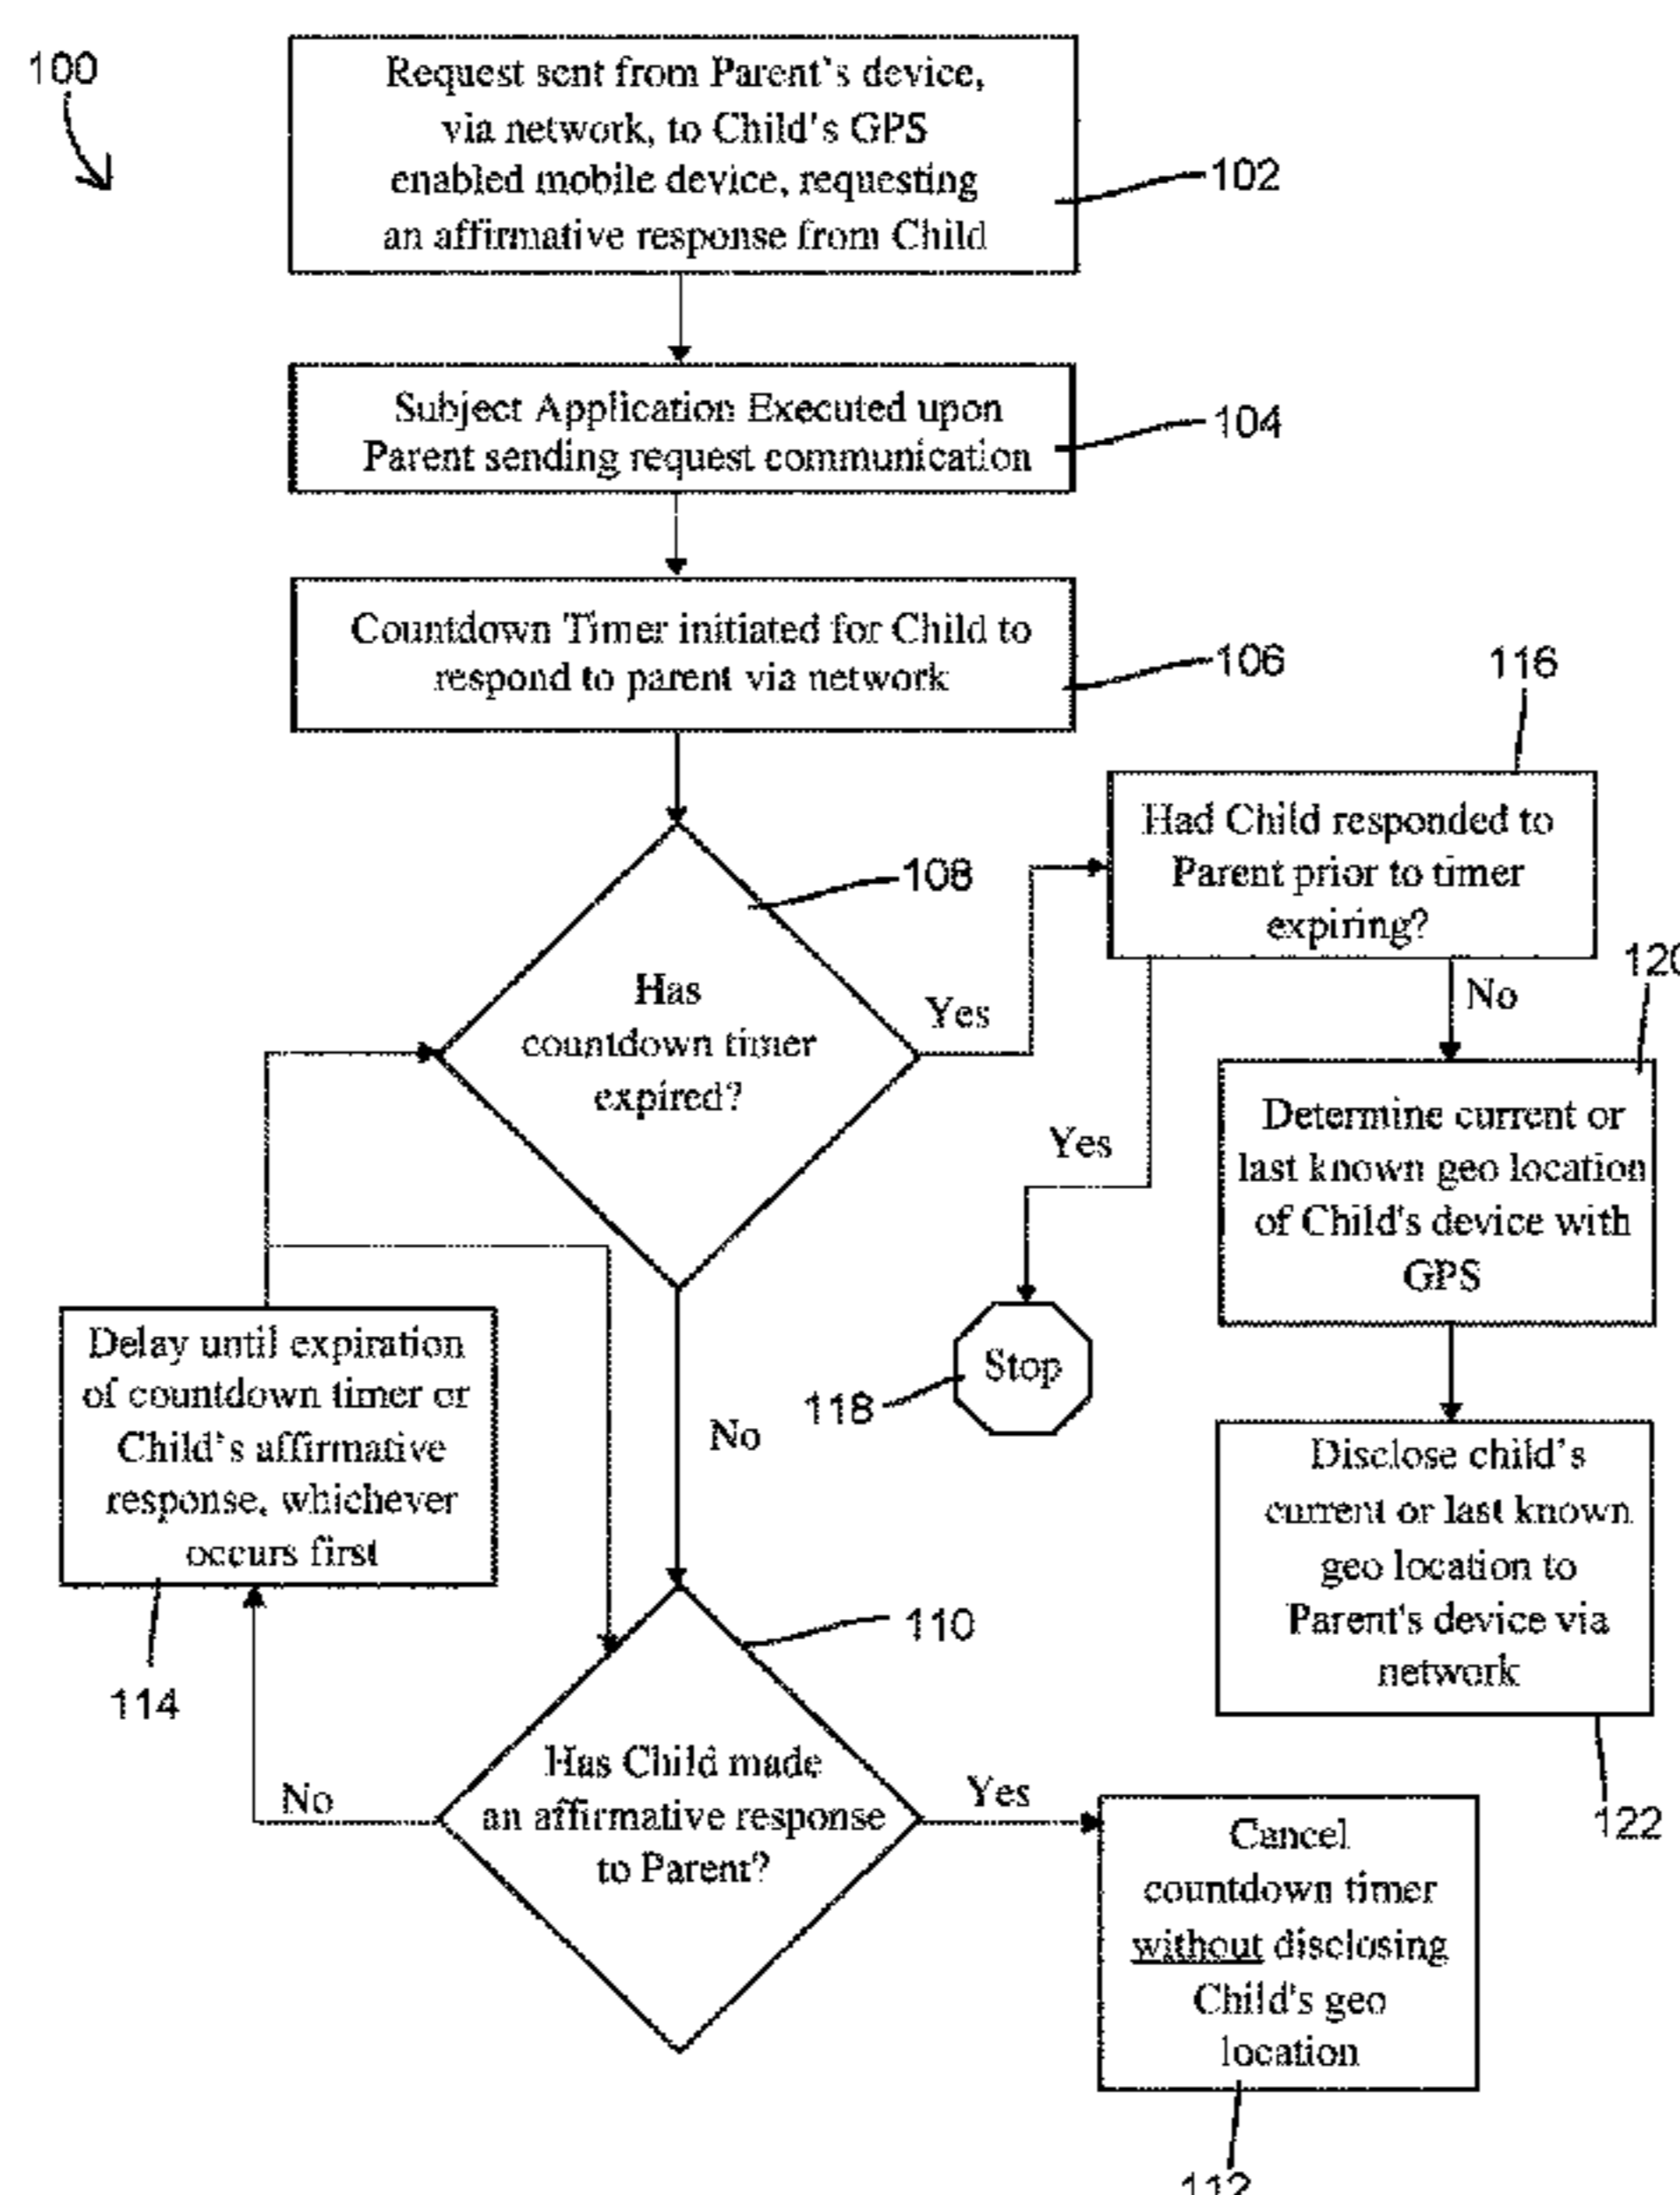 100
Request sent from Parent's device,
via network, to Child's GPS
enabled mobile device, requesting
an affirmative response from Child
102
Subject Application Executed upon
Parent sending request communication
104
Countdown Timer initiated for Child to
respond to parent via network
106
116
Had Child responded to
Parent prior to timer
expiring?
108
Has
countdown timer
expired?
Yes
No
120
Determine current or
last known geo location
of Child's device with
GPS
Yes
Stop
118
Delay until expiration
of countdown timer or
Child's affirmative
response, whichever
occurs first
114
No
Disclose child's
current or last known
geo location to
Parent's device via
network
122
110
Has Child made
an affirmative response
to Parent?
No
Yes
Cancel
countdown timer
without disclosing
Child's geo
location
112